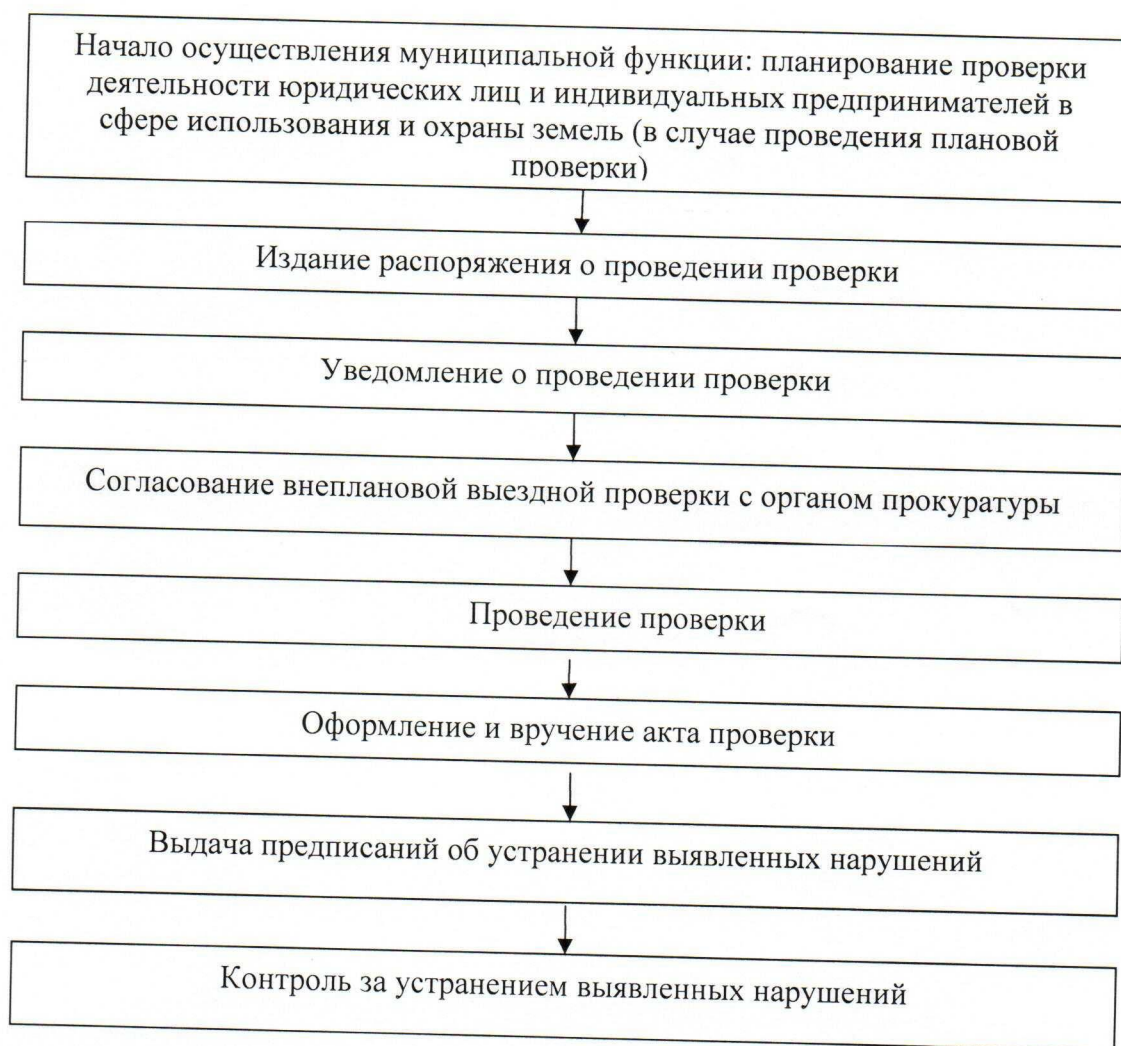 Начало осуществления муниципальной функции: планирование проверки
деятельности юридических лиц и индивидуальных предпринимателей в
сфере использования и охраны земель (в случае проведения плановой
проверки)
Издание распоряжения о проведении проверки
Уведомление о проведении проверки
Согласование внеплановой выездной проверки с органом прокуратуры
Проведение проверки
Оформление и вручение акта проверки
Выдача предписаний об устранении выявленных нарушений
Контроль за устранением выявленных нарушений